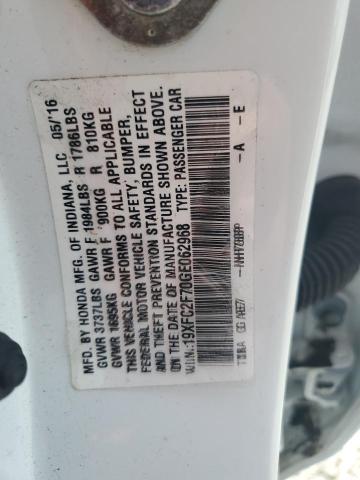 MFD. BY HONDA MFG. OF INDIANA, LLC 05/'16
GVWR 3737LBS GAWR F 1984LBS R 1786LBS
GVWR 1695KG GAWR F 900KG R 810KG
THIS VEHICLE CONFORMS TO ALL APPLICABLE
FEDERAL MOTOR VEHICLE SAFETY, BUMPER,
AND THEFT PREVENTION STANDARDS IN EFFECT
ON THE DATE OF MANUFACTURE SHOWN ABOVE.
V.I.N.: 19XFC2F70GE062968 TYPE: PASSENGER CAR
-A - E